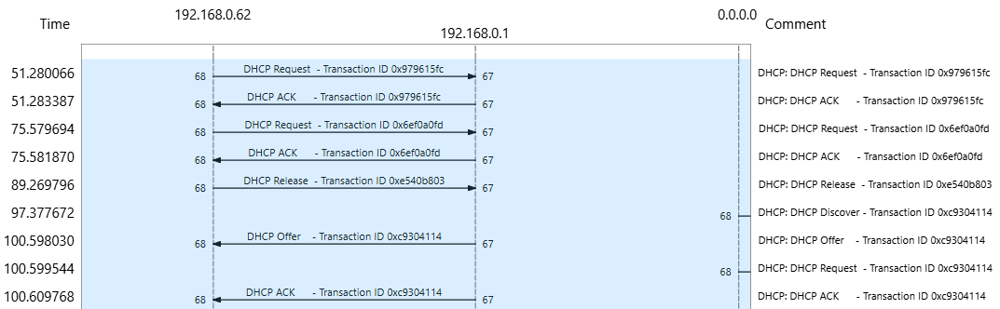 192.168.0.62 0.0.0.0
Time 192.168.0.1 Comment
51.280066 68 DHCP Request - Transaction ID 0x979615fc 67 DHCP: DHCP Request - Transaction ID 0x979615fc
51.283387 68 DHCP ACK - Transaction ID 0x979615fc 67 DHCP: DHCP ACK - Transaction ID 0x979615fc
75.579694 68 DHCP Request - Transaction ID 0x6ef0a0fd 67 DHCP: DHCP Request - Transaction ID 0x6ef0a0fd
75.581870 68 DHCP ACK - Transaction ID 0x6ef0a0fd 67 DHCP: DHCP ACK - Transaction ID 0x6ef0a0fd
89.269796 68 DHCP Release - Transaction ID 0xe540b803 67 DHCP: DHCP Release - Transaction ID 0xe540b803
97.377672 68 DHCP: DHCP Discover - Transaction ID 0xc9304114
100.598030 68 DHCP Offer - Transaction ID 0xc9304114 67 DHCP: DHCP Offer - Transaction ID 0xc9304114
100.599544 68 DHCP: DHCP Request - Transaction ID 0xc9304114
100.609768 68 DHCP ACK - Transaction ID 0xc9304114 67 DHCP: DHCP ACK - Transaction ID 0xc9304114